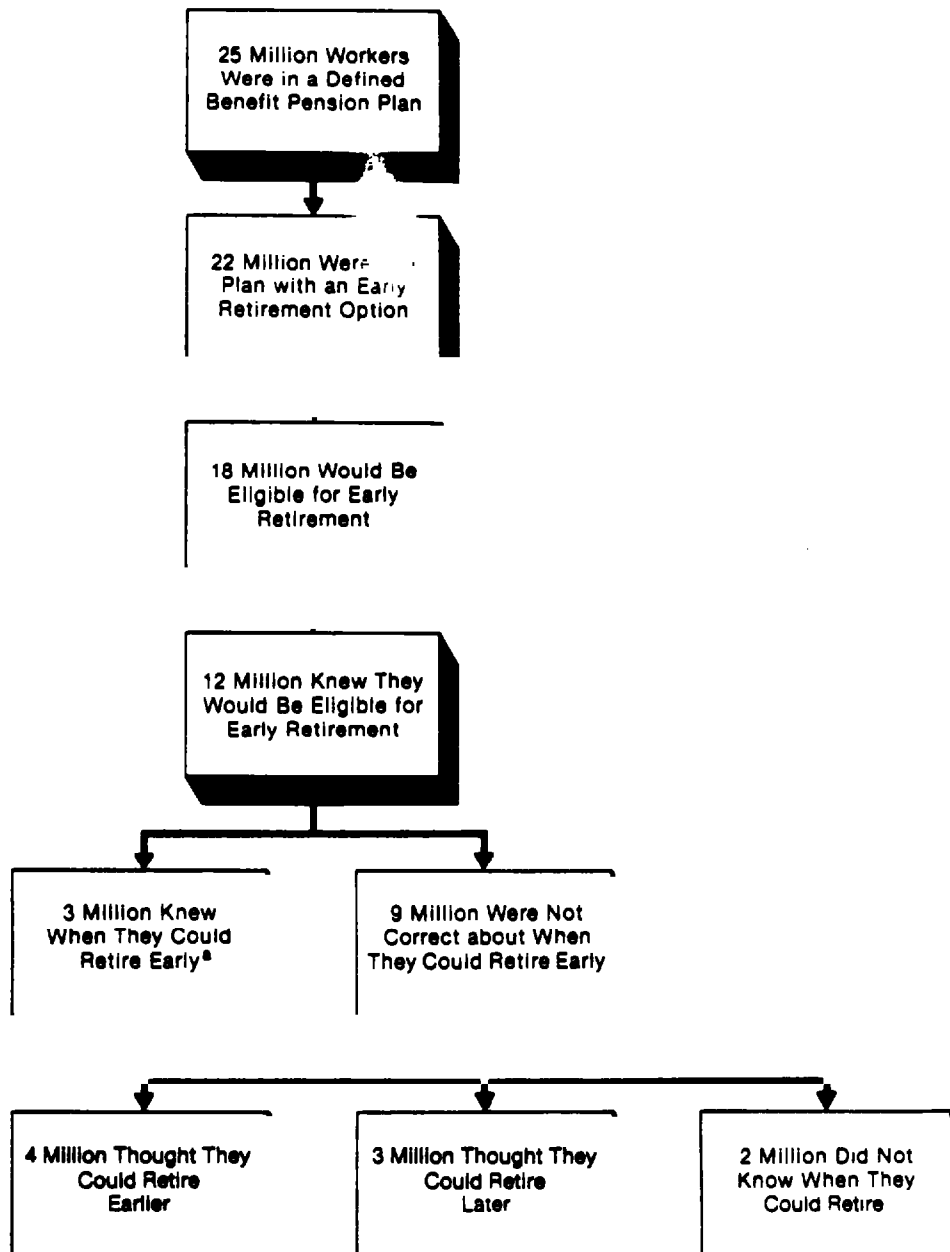 25 Million Workers
Were in a Defined
Benefit Pension Plan
22 Million Were
Plan with an Early
Retirement Option
18 Million Would Be
Eligible for Early
Retirement
12 Million Knew They
Would Be Eligible for
Early Retirement
3 Million Knew
When They Could
Retire Early a
9 Million Were Not
Correct about When
They Could Retire Early
4 Million Thought They
Could Retire
Earlier
3 Million Thought They
Could Retire
Later
2 Million Did Not
Know When They
Could Retire